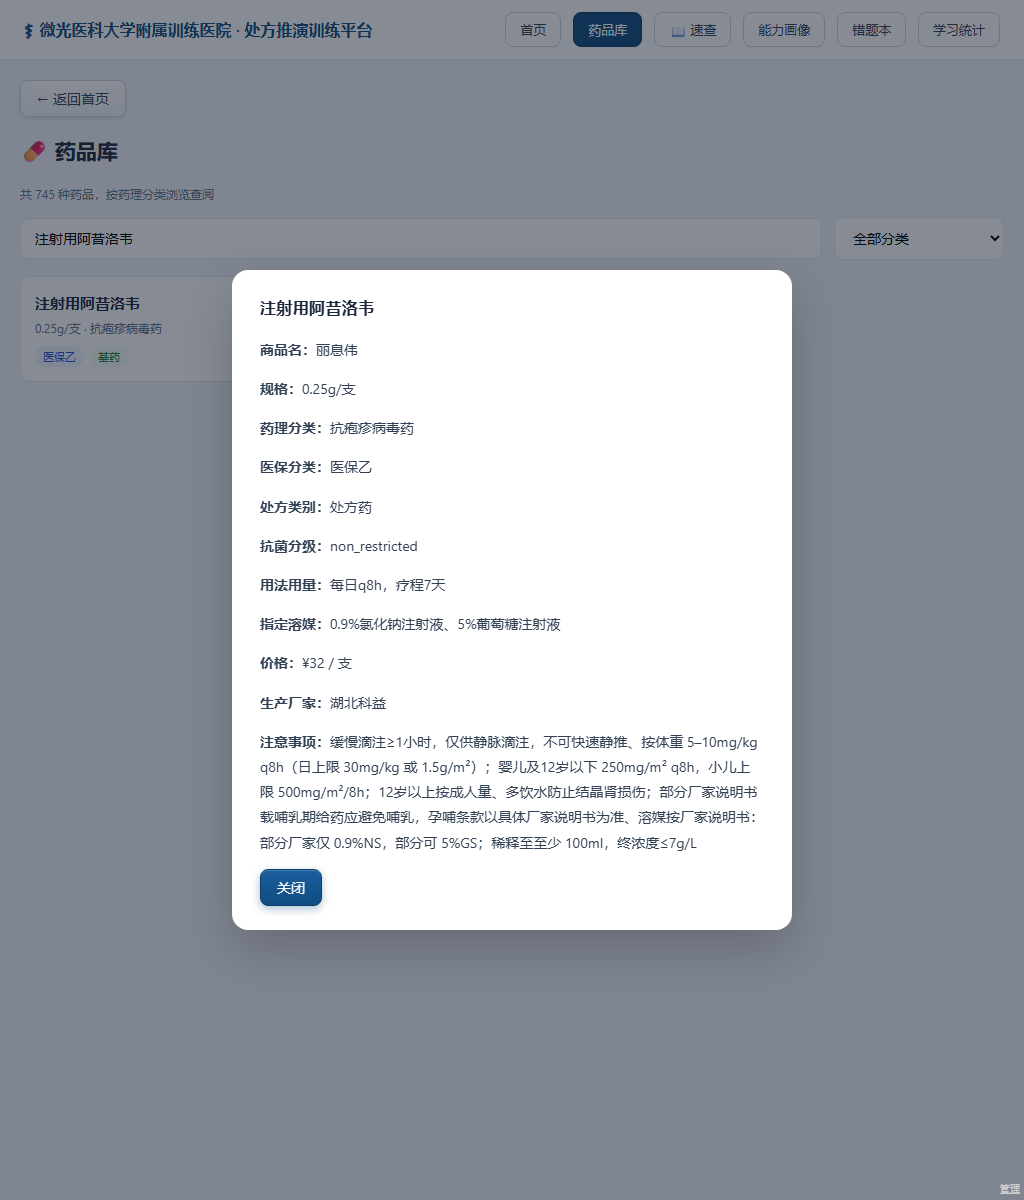 微光医科大学附属训练医院 · 处方推演训练平台
首页
药品库
速查
能力画像
错题本
学习统计
← 返回首页
药品库
共 745 种药品，按药理分类浏览查阅
注射用阿昔洛韦
全部分类
注射用阿昔洛韦
0.25g/支 · 抗疱疹病毒药
医保乙
基药
注射用阿昔洛韦
商品名：丽息伟
规格：0.25g/支
药理分类：抗疱疹病毒药
医保分类：医保乙
处方类别：处方药
抗菌分级：non_restricted
用法用量：每日q8h，疗程7天
指定溶媒：0.9%氯化钠注射液、5%葡萄糖注射液
价格：¥32 / 支
生产厂家：湖北科益
注意事项：缓慢滴注≥1小时，仅供静脉滴注，不可快速静推、按体重 5–10mg/kg
q8h（日上限 30mg/kg 或 1.5g/m²）；婴儿及12岁以下 250mg/m² q8h，小儿上
限 500mg/m²/8h；12岁以上按成人量、多饮水防止结晶肾损伤；部分厂家说明书
载哺乳期给药应避免哺乳，孕哺条款以具体厂家说明书为准、溶媒按厂家说明书：
部分厂家仅 0.9%NS，部分可 5%GS；稀释至至少 100ml，终浓度≤7g/L
关闭
管理